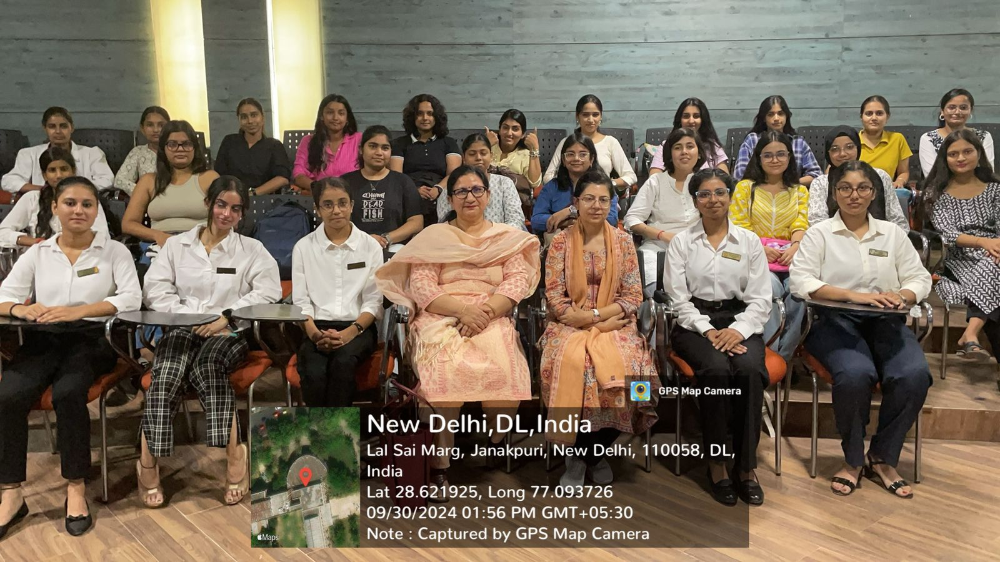 DEAD
FISH
GPS Map Camera
New Delhi,DL,India
Lal Sai Marg, Janakpuri, New Delhi, 110058, DL,
India
Lat 28.621925, Long 77.093726
09/30/2024 01:56 PM GMT+05:30
Note : Captured by GPS Map Camera
Maps